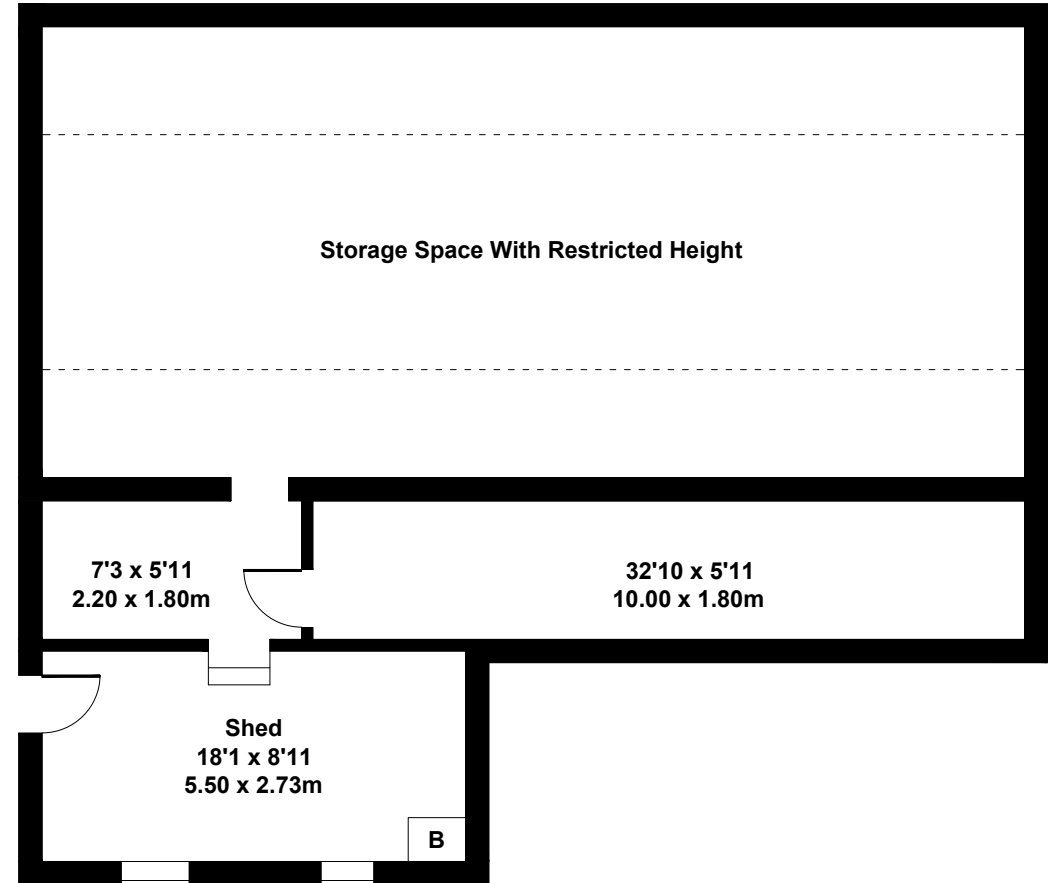 Storage Space With Restricted Height
7'3 x 5'11
2.20 x 1.80m
32'10 x 5'11
10.00 x 1.80m
Shed
18'1 x 8'11
5.50 x 2.73m
B